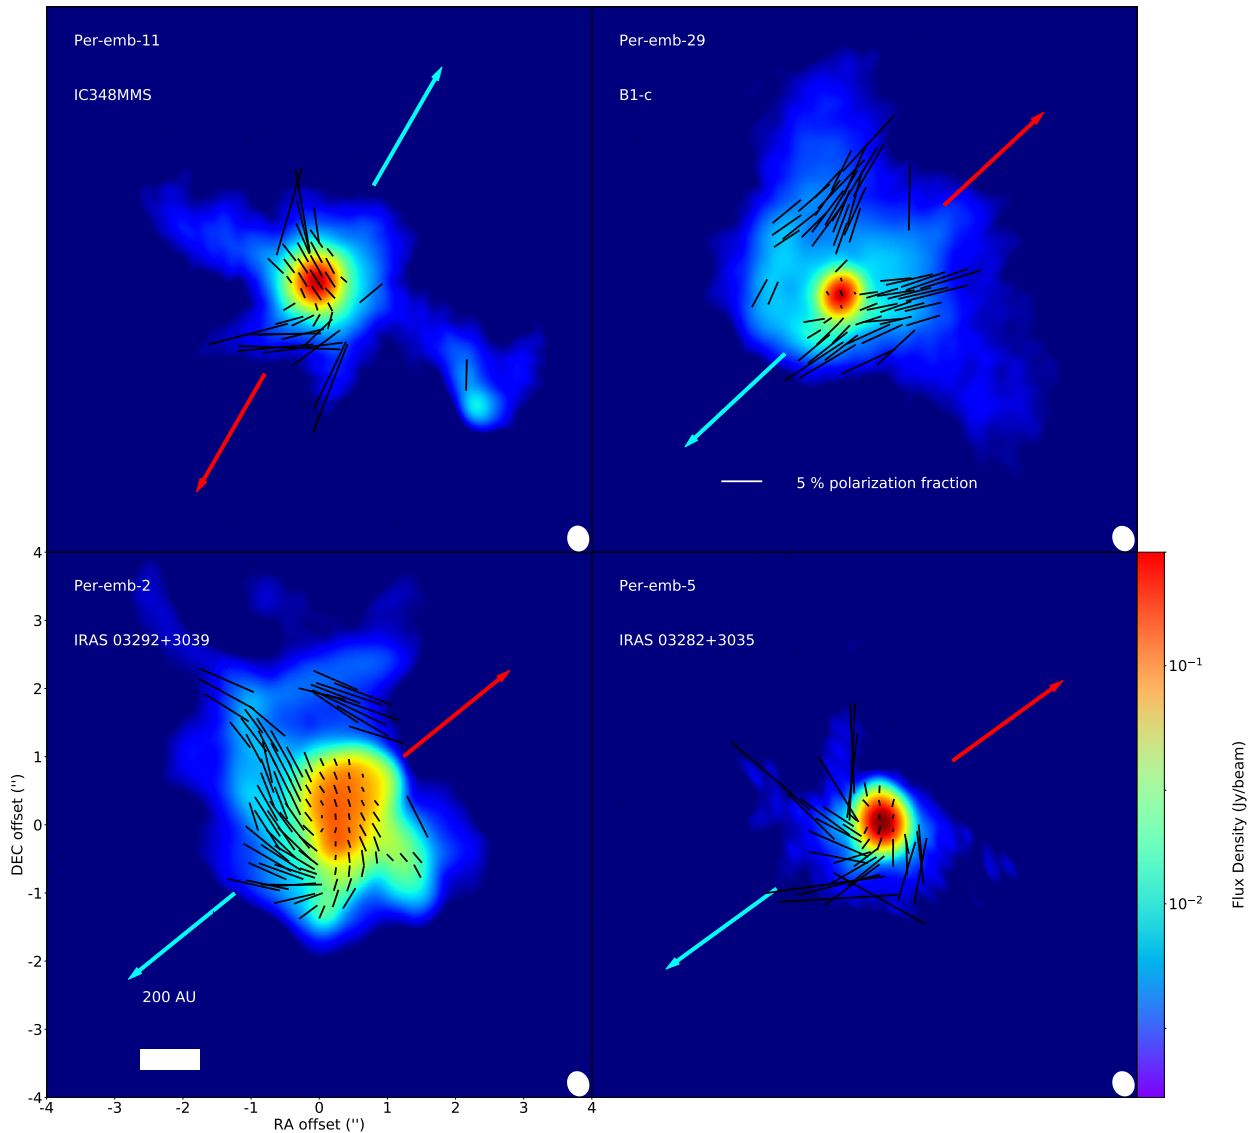 Per-emb-11
IC348MMS
Per-emb-29
B1-c
5 % polarization fraction
Per-emb-2
IRAS 03292+3039
200 AU
Per-emb-5
IRAS 03282+3035
4
3
2
1
0
-1
-2
-3
-4
DEC offset ('')
-4 -3 -2 -1 0 1 2 3 4
RA offset ('')
10⁻¹
10⁻²
Flux Density (Jy/beam)